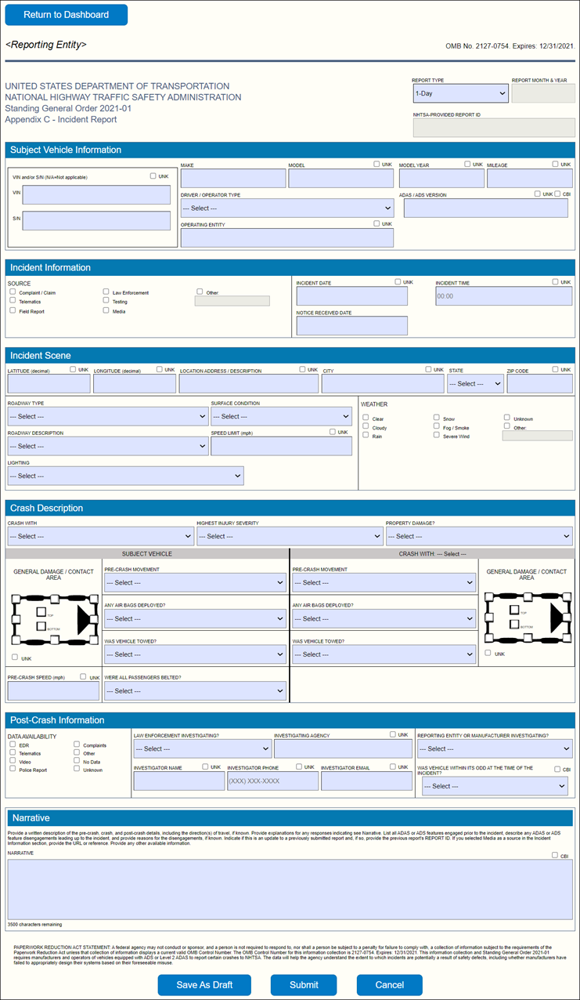 Return to Dashboard
<Reporting Entity>
OMB No. 2127-0754. Expires: 12/31/2021.
UNITED STATES DEPARTMENT OF TRANSPORTATION
NATIONAL HIGHWAY TRAFFIC SAFETY ADMINISTRATION
Standing General Order 2021-01
Appendix C - Incident Report
REPORT TYPE
REPORT MONTH & YEAR
1-Day
NHTSA-PROVIDED REPORT ID
Subject Vehicle Information
VIN and/or S/N (N/A=Not applicable)
UNK
VIN
S/N
MAKE
MODEL
UNK
MODEL YEAR
UNK
MILEAGE
UNK
DRIVER / OPERATOR TYPE
--- Select ---
ADAS / ADS VERSION
UNK
CBI
OPERATING ENTITY
UNK
Incident Information
SOURCE
Complaint / Claim
Law Enforcement
Other:
Telematics
Testing
Field Report
Media
INCIDENT DATE
UNK
INCIDENT TIME
UNK
00:00
NOTICE RECEIVED DATE
Incident Scene
LATITUDE (decimal)
UNK
LONGITUDE (decimal)
UNK
LOCATION ADDRESS / DESCRIPTION
UNK
CITY
UNK
STATE
--- Select ---
ZIP CODE
UNK
ROADWAY TYPE
--- Select ---
SURFACE CONDITION
--- Select ---
ROADWAY DESCRIPTION
--- Select ---
SPEED LIMIT (mph)
UNK
LIGHTING
--- Select ---
WEATHER
Clear
Snow
Unknown
Cloudy
Fog / Smoke
Other:
Rain
Severe Wind
Crash Description
CRASH WITH
--- Select ---
HIGHEST INJURY SEVERITY
--- Select ---
PROPERTY DAMAGE?
--- Select ---
SUBJECT VEHICLE
CRASH WITH: --- Select ---
GENERAL DAMAGE / CONTACT
AREA
TOP
BOTTOM
UNK
PRE-CRASH MOVEMENT
--- Select ---
ANY AIR BAGS DEPLOYED?
--- Select ---
WAS VEHICLE TOWED?
--- Select ---
PRE-CRASH MOVEMENT
--- Select ---
ANY AIR BAGS DEPLOYED?
--- Select ---
WAS VEHICLE TOWED?
--- Select ---
GENERAL DAMAGE / CONTACT
AREA
TOP
BOTTOM
UNK
PRE-CRASH SPEED (mph)
UNK
WERE ALL PASSENGERS BELTED?
--- Select ---
Post-Crash Information
DATA AVAILABILITY
EDR
Complaints
Telematics
Other
Video
No Data
Police Report
Unknown
LAW ENFORCEMENT INVESTIGATING?
--- Select ---
INVESTIGATING AGENCY
UNK
REPORTING ENTITY OR MANUFACTURER INVESTIGATING?
--- Select ---
INVESTIGATOR NAME
UNK
INVESTIGATOR PHONE
UNK
(XXX) XXX-XXXX
INVESTIGATOR EMAIL
UNK
WAS VEHICLE WITHIN ITS ODD AT THE TIME OF THE
INCIDENT?
CBI
--- Select ---
Narrative
Provide a written description of the pre-crash, crash, and post-crash details, including the direction(s) of travel, if known. Provide explanations for any responses indicating see Narrative. List all ADAS or ADS features engaged prior to the incident, describe any ADAS or ADS
feature disengagements leading up to the incident, and provide reasons for the disengagements, if known. Indicate if this is an update to a previously submitted report and, if so, provide the previous report's REPORT ID. If you selected Media as a source in the Incident
Information section, provide the URL or reference. Provide any other available information.
NARRATIVE
CBI
3500 characters remaining
PAPERWORK REDUCTION ACT STATEMENT: A federal agency may not conduct or sponsor, and a person is not required to respond to, nor shall a person be subject to a penalty for failure to comply with, a collection of information subject to the requirements of the
Paperwork Reduction Act unless that collection of information displays a current valid OMB Control Number. The OMB Control Number for this information collection is 2127-0754. Expires: 12/31/2021. This information collection and Standing General Order 2021-01
requires manufacturers and operators of vehicles equipped with ADS or Level 2 ADAS to report certain crashes to NHTSA. The data will help the agency understand the extent to which incidents are potentially a result of safety defects, including whether manufacturers have
failed to appropriately design their systems based on their foreseeable misuse.
Save As Draft
Submit
Cancel